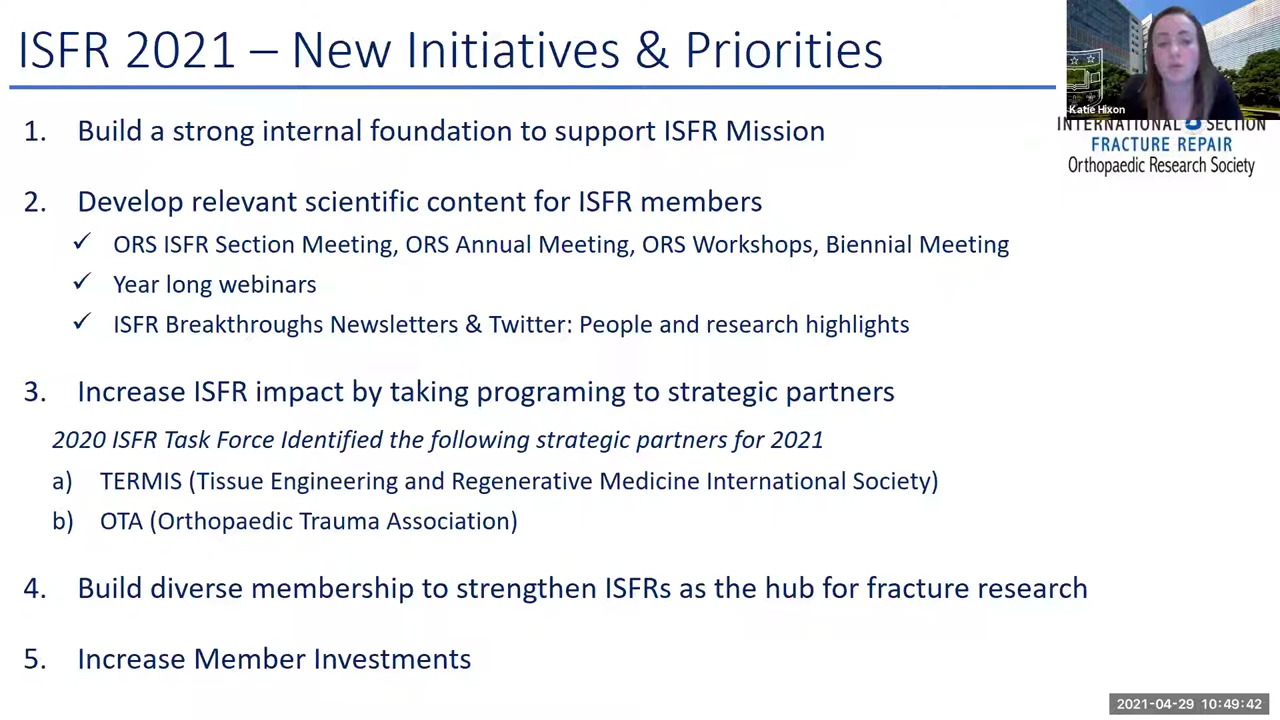 ISFR 2021 – New Initiatives & Priorities
Katie Hixon
INTERNATIONAL SECTION
FRACTURE REPAIR
Orthopaedic Research Society
1. Build a strong internal foundation to support ISFR Mission
2. Develop relevant scientific content for ISFR members
✓ ORS ISFR Section Meeting, ORS Annual Meeting, ORS Workshops, Biennial Meeting
✓ Year long webinars
✓ ISFR Breakthroughs Newsletters & Twitter: People and research highlights
3. Increase ISFR impact by taking programing to strategic partners
2020 ISFR Task Force Identified the following strategic partners for 2021
a) TERMIS (Tissue Engineering and Regenerative Medicine International Society)
b) OTA (Orthopaedic Trauma Association)
4. Build diverse membership to strengthen ISFRs as the hub for fracture research
5. Increase Member Investments
2021-04-29 10:49:42